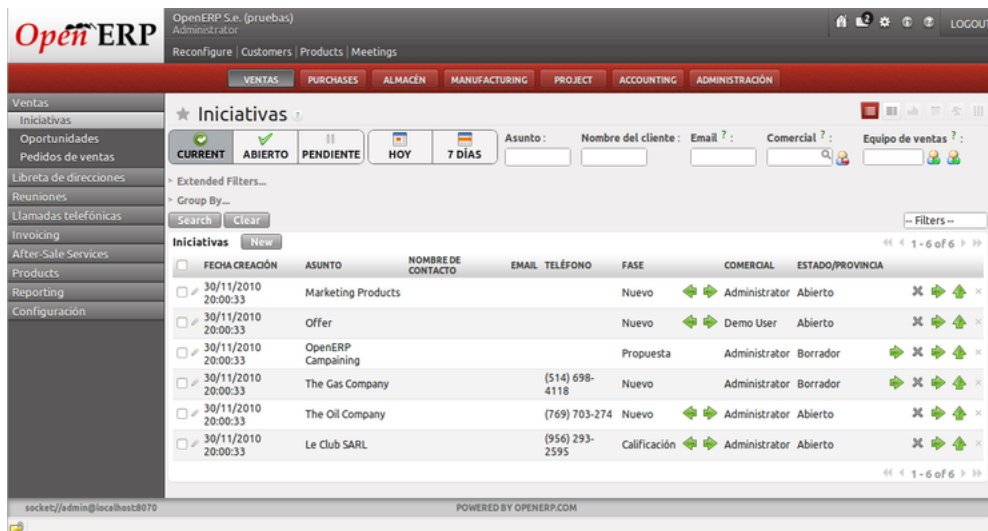 Open ERP
OpenERP S.e. (pruebas)
Administrator
2
LOGOUT
Reconfigure | Customers | Products | Meetings
VENTAS PURCHASES ALMACÉN MANUFACTURING PROJECT ACCOUNTING ADMINISTRACIÓN
Ventas
Iniciativas
Oportunidades
Pedidos de ventas
Libreta de direcciones
Reuniones
Llamadas telefónicas
Invoicing
After-Sale Services
Products
Reporting
Configuración
Iniciativas ?
CURRENT ABIERTO PENDIENTE HOY 7 DÍAS
Asunto : Nombre del cliente : Email ? : Comercial ? : Equipo de ventas ? :
Extended Filters...
Group By...
Search Clear
-- Filters --
Iniciativas New 1 - 6 of 6
FECHA CREACIÓN ASUNTO NOMBRE DE CONTACTO EMAIL TELÉFONO FASE COMERCIAL ESTADO/PROVINCIA
30/11/2010 20:00:33 Marketing Products Nuevo Administrator Abierto
30/11/2010 20:00:33 Offer Nuevo Demo User Abierto
30/11/2010 20:00:33 OpenERP Campaining Propuesta Administrator Borrador
30/11/2010 20:00:33 The Gas Company (514) 698-4118 Nuevo Administrator Borrador
30/11/2010 20:00:33 The Oil Company (769) 703-274 Nuevo Administrator Abierto
30/11/2010 20:00:33 Le Club SARL (956) 293-2595 Calificación Administrator Abierto
1 - 6 of 6
socket://admin@localhost:8070
POWERED BY OPENERP.COM